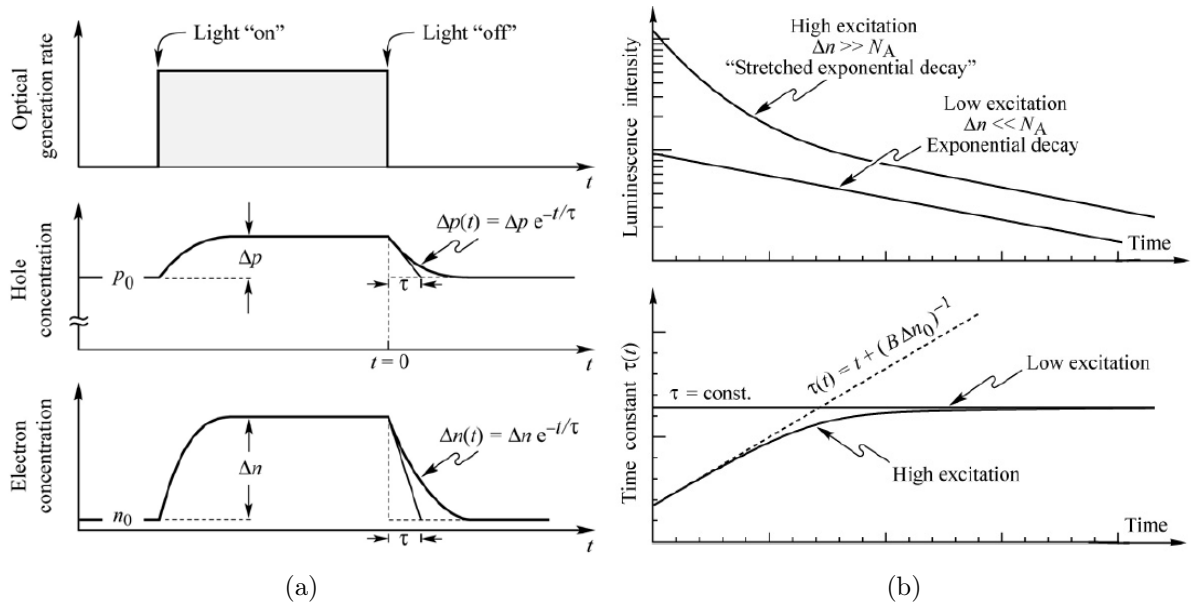 Optical
generation rate
Light "on"
Light "off"
t
Hole
concentration
p0
Δp
Δp(t) = Δp e−t/τ
τ
t = 0
t
Electron
concentration
n0
Δn
Δn(t) = Δn e−t/τ
τ
t
(a)
Luminescence intensity
High excitation
Δn >> NA
"Stretched exponential decay"
Low excitation
Δn << NA
Exponential decay
Time
Time constant τ(t)
τ = const.
τ(t) = t + (B Δn0)−1
Low excitation
High excitation
Time
(b)